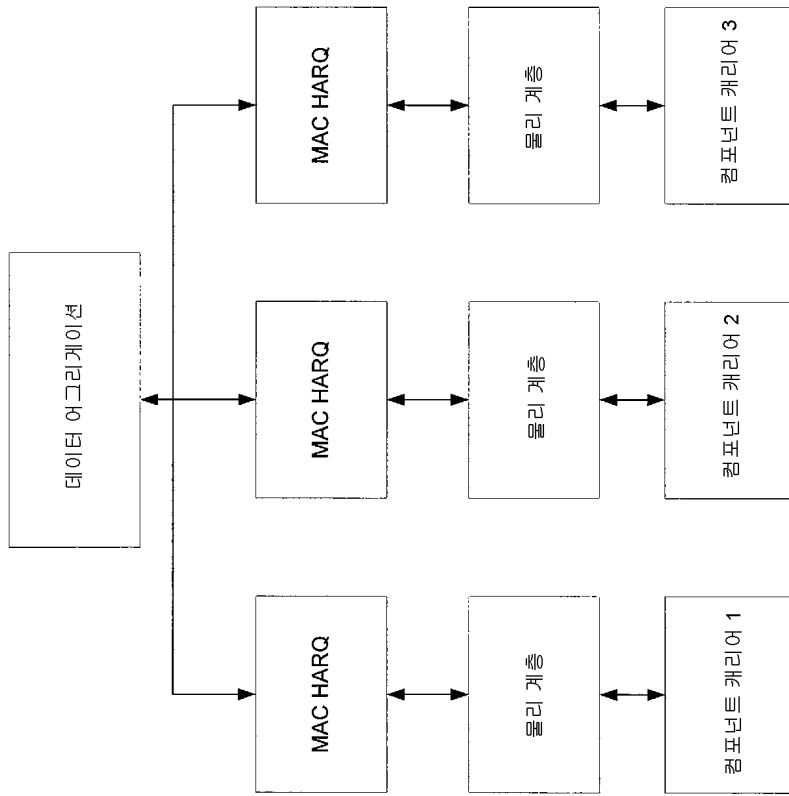 데이터 어그리게이션
MAC HARQ
MAC HARQ
MAC HARQ
물리 계층
물리 계층
물리 계층
컴포넌트 캐리어 1
컴포넌트 캐리어 2
컴포넌트 캐리어 3